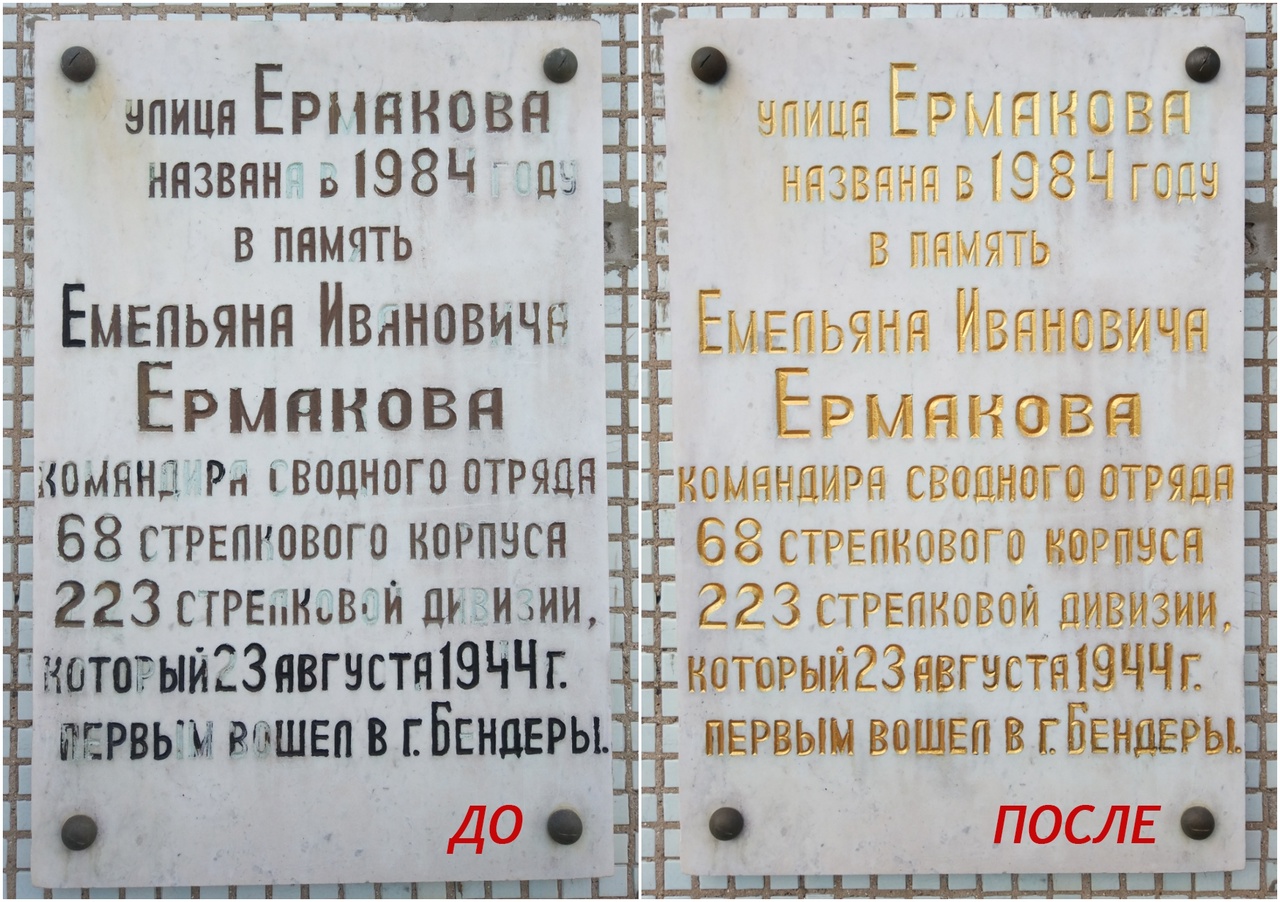 улица Ермакова
названа в 1984 году
в память
Емельяна Ивановича
Ермакова
командира сводного отряда
68 стрелкового корпуса
223 стрелковой дивизии,
который 23 августа 1944 г.
первым вошел в г. Бендеры.
ДО
улица Ермакова
названа в 1984 году
в память
Емельяна Ивановича
Ермакова
командира сводного отряда
68 стрелкового корпуса
223 стрелковой дивизии,
который 23 августа 1944 г.
первым вошел в г. Бендеры.
ПОСЛЕ